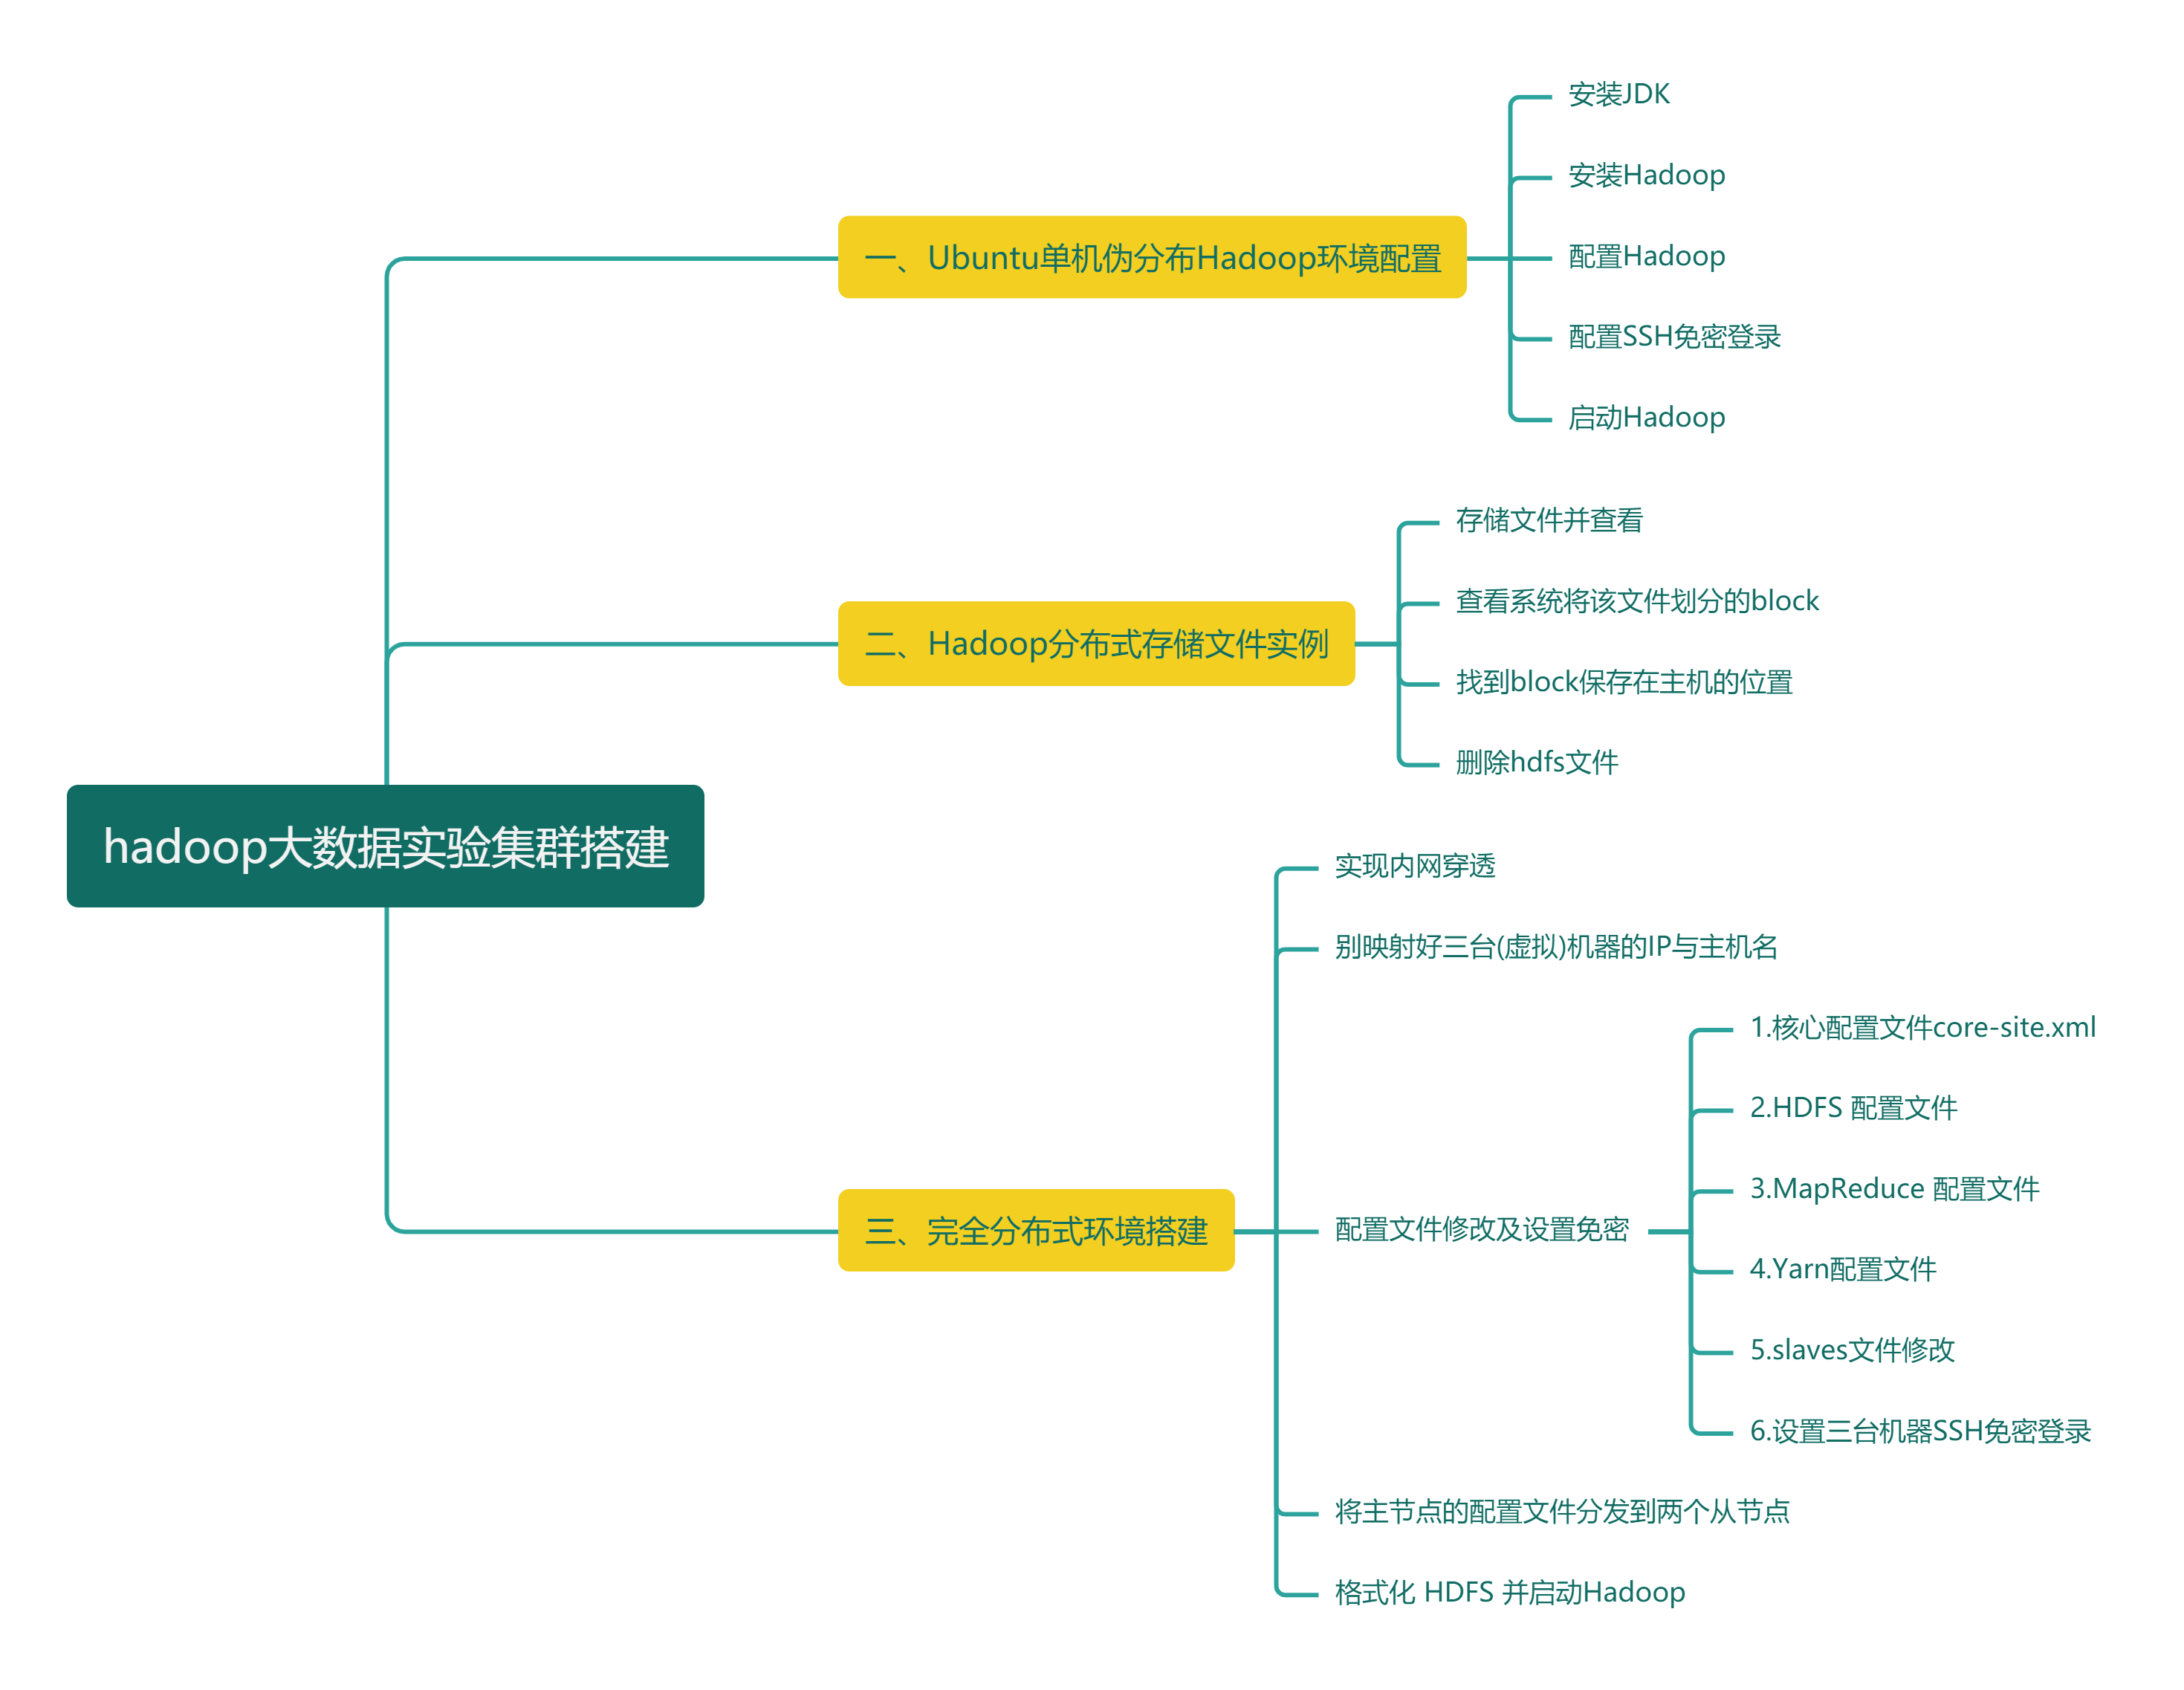 hadoop大数据实验集群搭建
一、Ubuntu单机伪分布Hadoop环境配置
安装JDK
安装Hadoop
配置Hadoop
配置SSH免密登录
启动Hadoop
二、Hadoop分布式存储文件实例
存储文件并查看
查看系统将该文件划分的block
找到block保存在主机的位置
删除hdfs文件
三、完全分布式环境搭建
实现内网穿透
别映射好三台(虚拟)机器的IP与主机名
配置文件修改及设置免密
1.核心配置文件core-site.xml
2.HDFS 配置文件
3.MapReduce 配置文件
4.Yarn配置文件
5.slaves文件修改
6.设置三台机器SSH免密登录
将主节点的配置文件分发到两个从节点
格式化 HDFS 并启动Hadoop